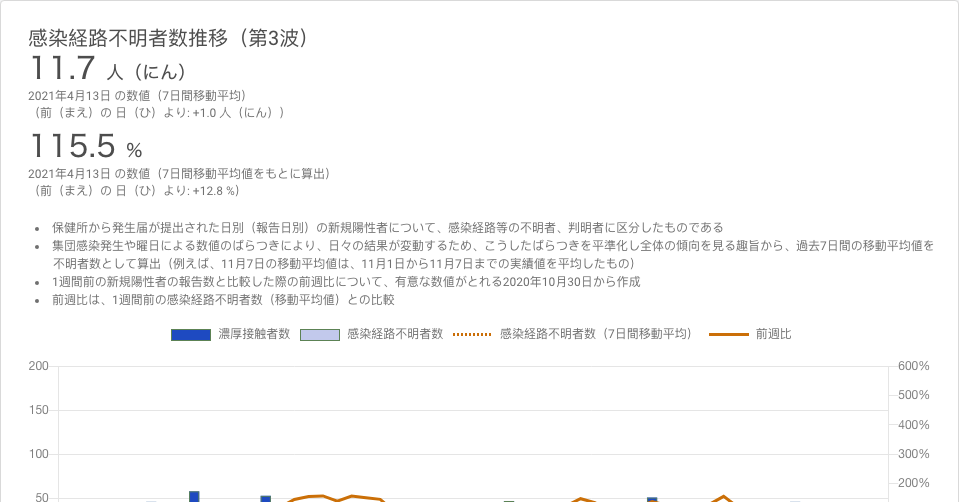 感染経路不明者数推移（第3波）
11.7 人（にん）
2021年4月13日 の数値（7日間移動平均）
（前（まえ）の 日（ひ）より: +1.0 人（にん））
115.5 %
2021年4月13日 の数値（7日間移動平均値をもとに算出）
（前（まえ）の 日（ひ）より: +12.8 %）
• 保健所から発生届が提出された日別（報告日別）の新規陽性者について、感染経路等の不明者、判明者に区分したものである
• 集団感染発生や曜日による数値のばらつきにより、日々の結果が変動するため、こうしたばらつきを平準化し全体の傾向を見る趣旨から、過去7日間の移動平均値を
不明者数として算出（例えば、11月7日の移動平均値は、11月1日から11月7日までの実績値を平均したもの）
• 1週間前の新規陽性者の報告数と比較した際の前週比について、有意な数値がとれる2020年10月30日から作成
• 前週比は、1週間前の感染経路不明者数（移動平均値）との比較
濃厚接触者数 感染経路不明者数 感染経路不明者数（7日間移動平均） 前週比
200 600%
500%
150
400%
100 300%
200%
50